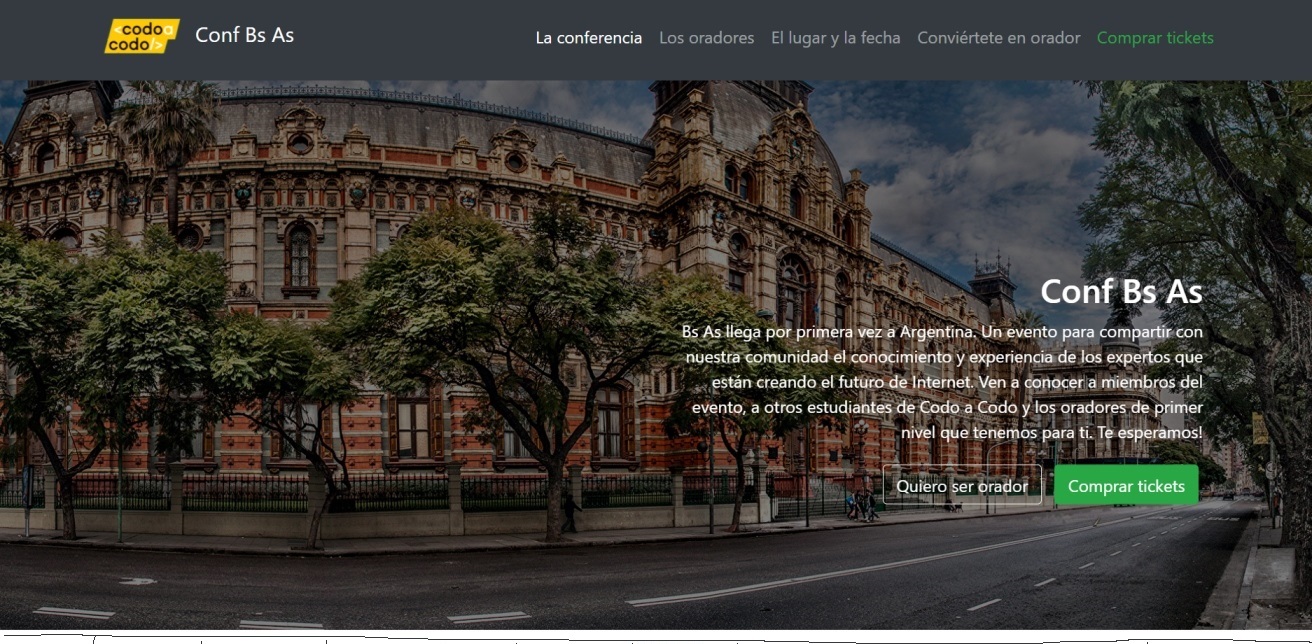 <codo a
codo/>
Conf Bs As
La conferencia
Los oradores
El lugar y la fecha
Conviértete en orador
Comprar tickets
Conf Bs As
Bs As llega por primera vez a Argentina. Un evento para compartir con
nuestra comunidad el conocimiento y experiencia de los expertos que
están creando el futuro de Internet. Ven a conocer a miembros del
evento, a otros estudiantes de Codo a Codo y los oradores de primer
nivel que tenemos para ti. Te esperamos!
Quiero ser orador
Comprar tickets